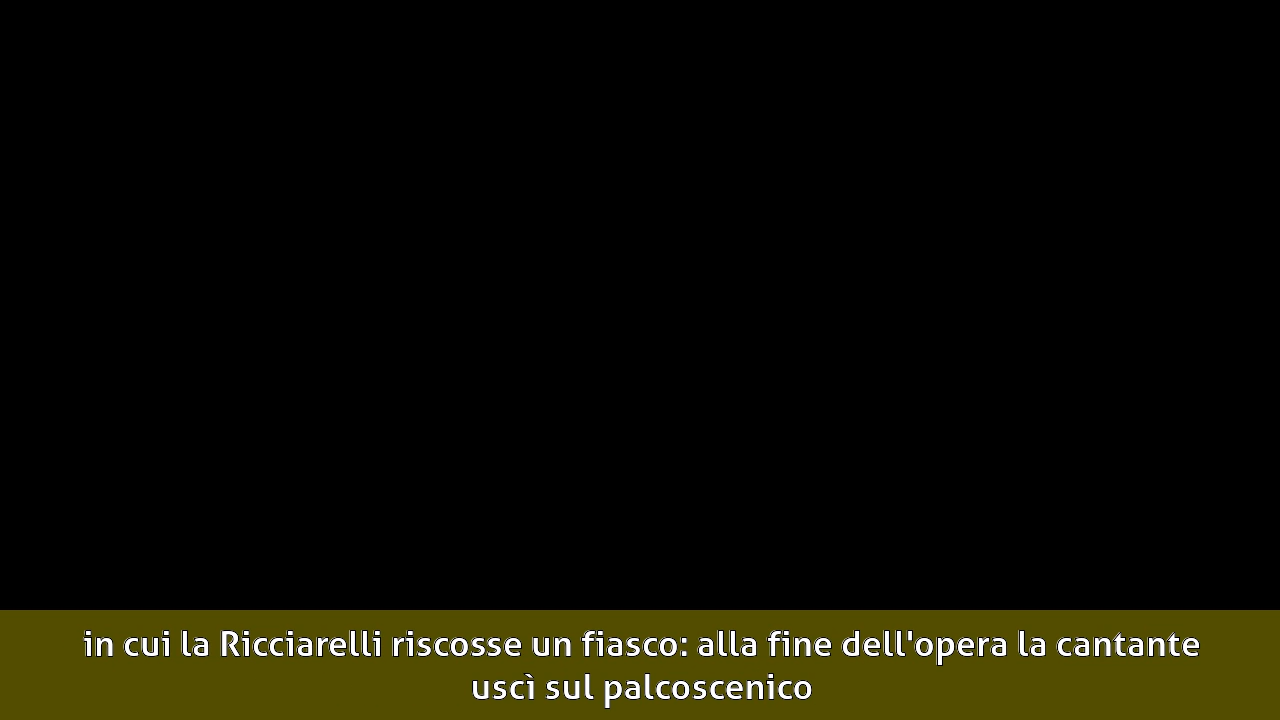 in cui la Ricciarelli riscosse un fiasco: alla fine dell'opera la cantante
uscì sul palcoscenico